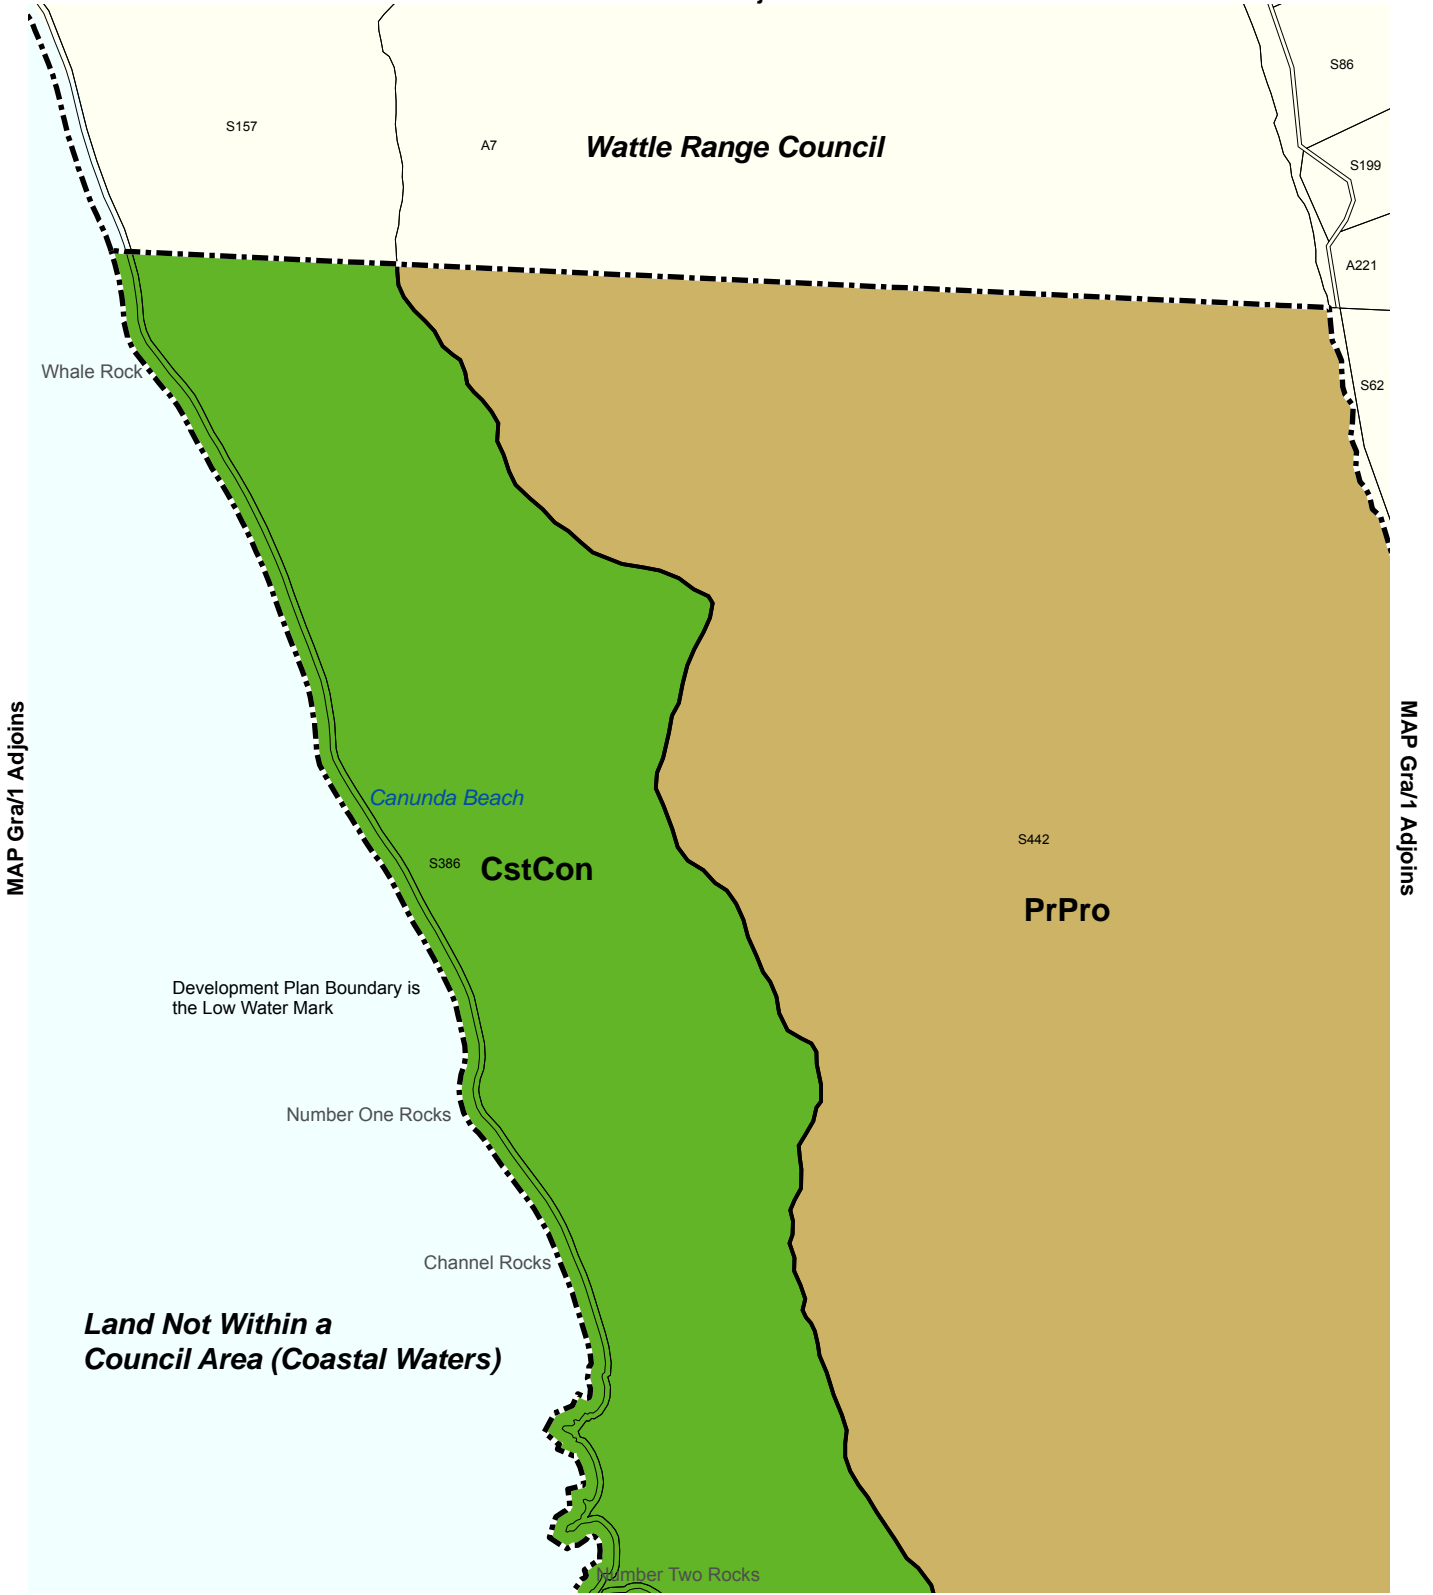 S86
S157
A7
Wattle Range Council
S199
A221
Whale Rock
S62
MAP Gra/1 Adjoins
MAP Gra/1 Adjoins
Canunda Beach
S442
S386
CstCon
PrPro
Development Plan Boundary is
the Low Water Mark
Number One Rocks
Channel Rocks
Land Not Within a
Council Area (Coastal Waters)
Number Two Rocks